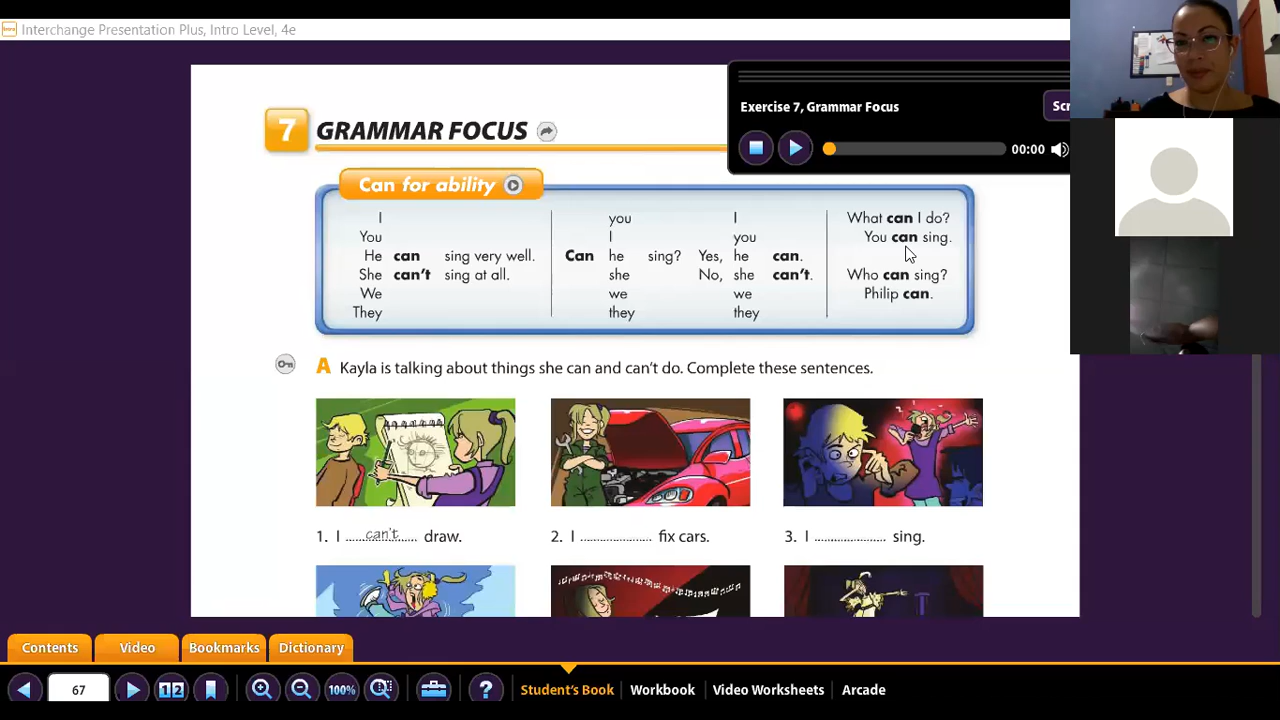 Interchange Presentation Plus, Intro Level, 4e
7 GRAMMAR FOCUS
Exercise 7, Grammar Focus
Scr
00:00
Can for ability
I
You
He can sing very well.
She can't sing at all.
We
They
you
I
Can he sing?
she
we
they
I
you
Yes, he can.
No, she can't.
we
they
What can I do?
You can sing.
Who can sing?
Philip can.
A Kayla is talking about things she can and can't do. Complete these sentences.
1. I ...can't... draw.
2. I .................... fix cars.
3. I .................... sing.
Contents Video Bookmarks Dictionary
67 12 100% ? Student's Book Workbook Video Worksheets Arcade